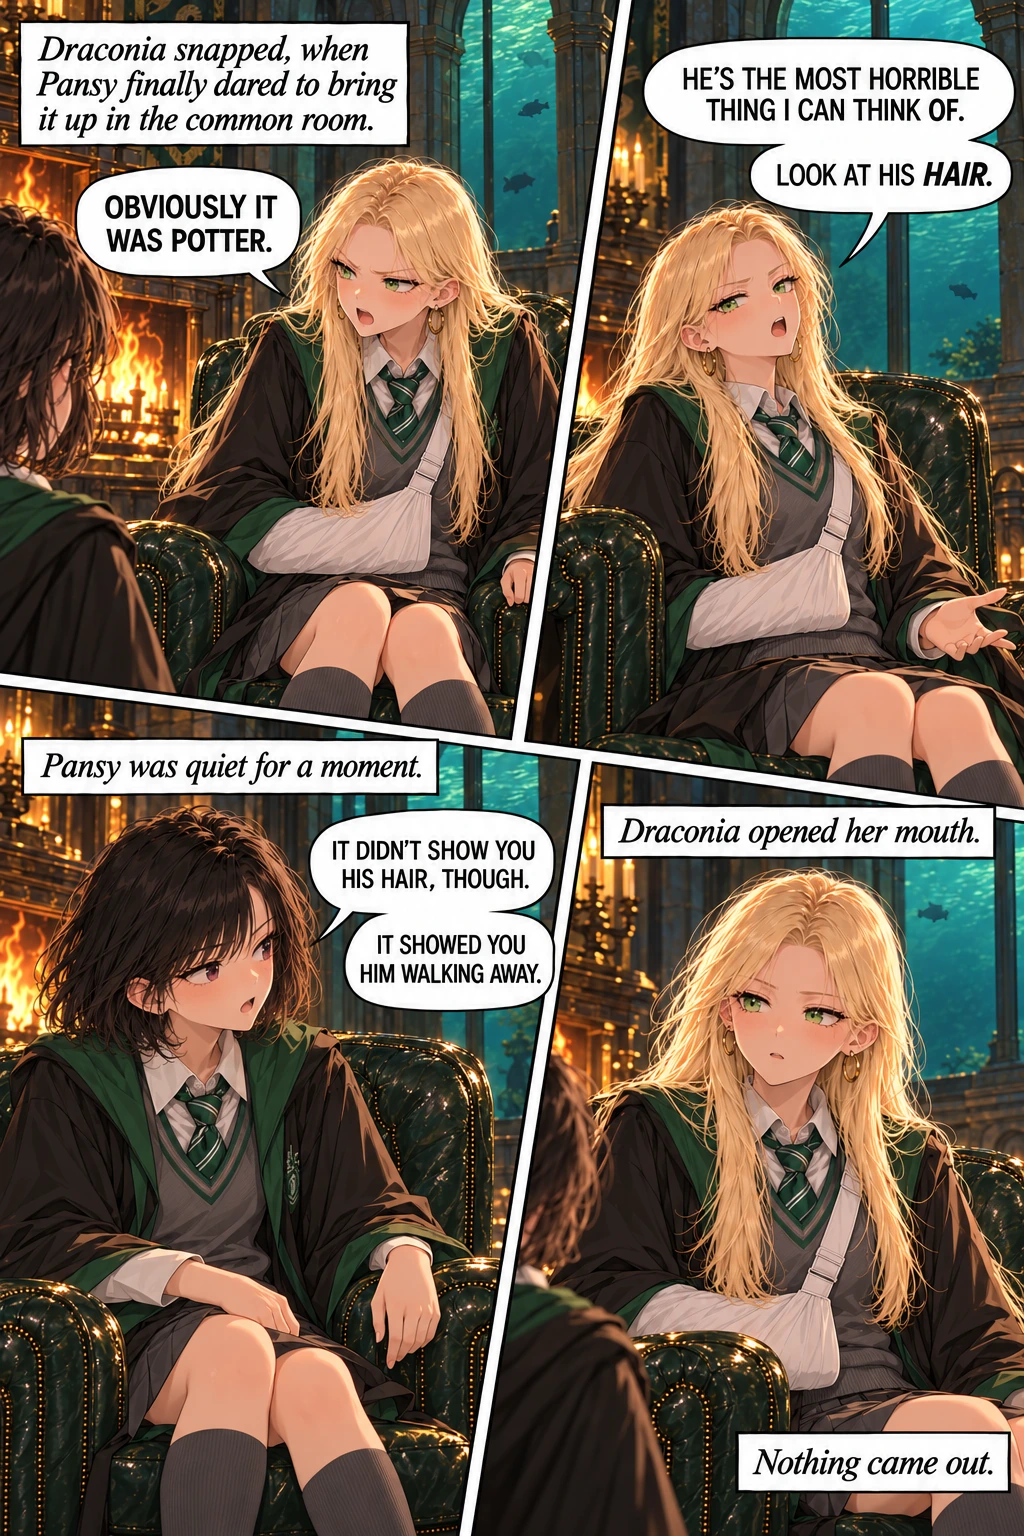 Draconia snapped, when
Pansy finally dared to bring
it up in the common room.
OBVIOUSLY IT
WAS POTTER.
HE'S THE MOST HORRIBLE
THING I CAN THINK OF.
LOOK AT HIS HAIR.
Pansy was quiet for a moment.
IT DIDN'T SHOW YOU
HIS HAIR, THOUGH.
IT SHOWED YOU
HIM WALKING AWAY.
Draconia opened her mouth.
Nothing came out.